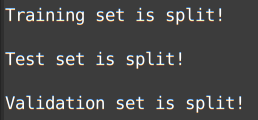 Training set is split!
Test set is split!
Validation set is split!